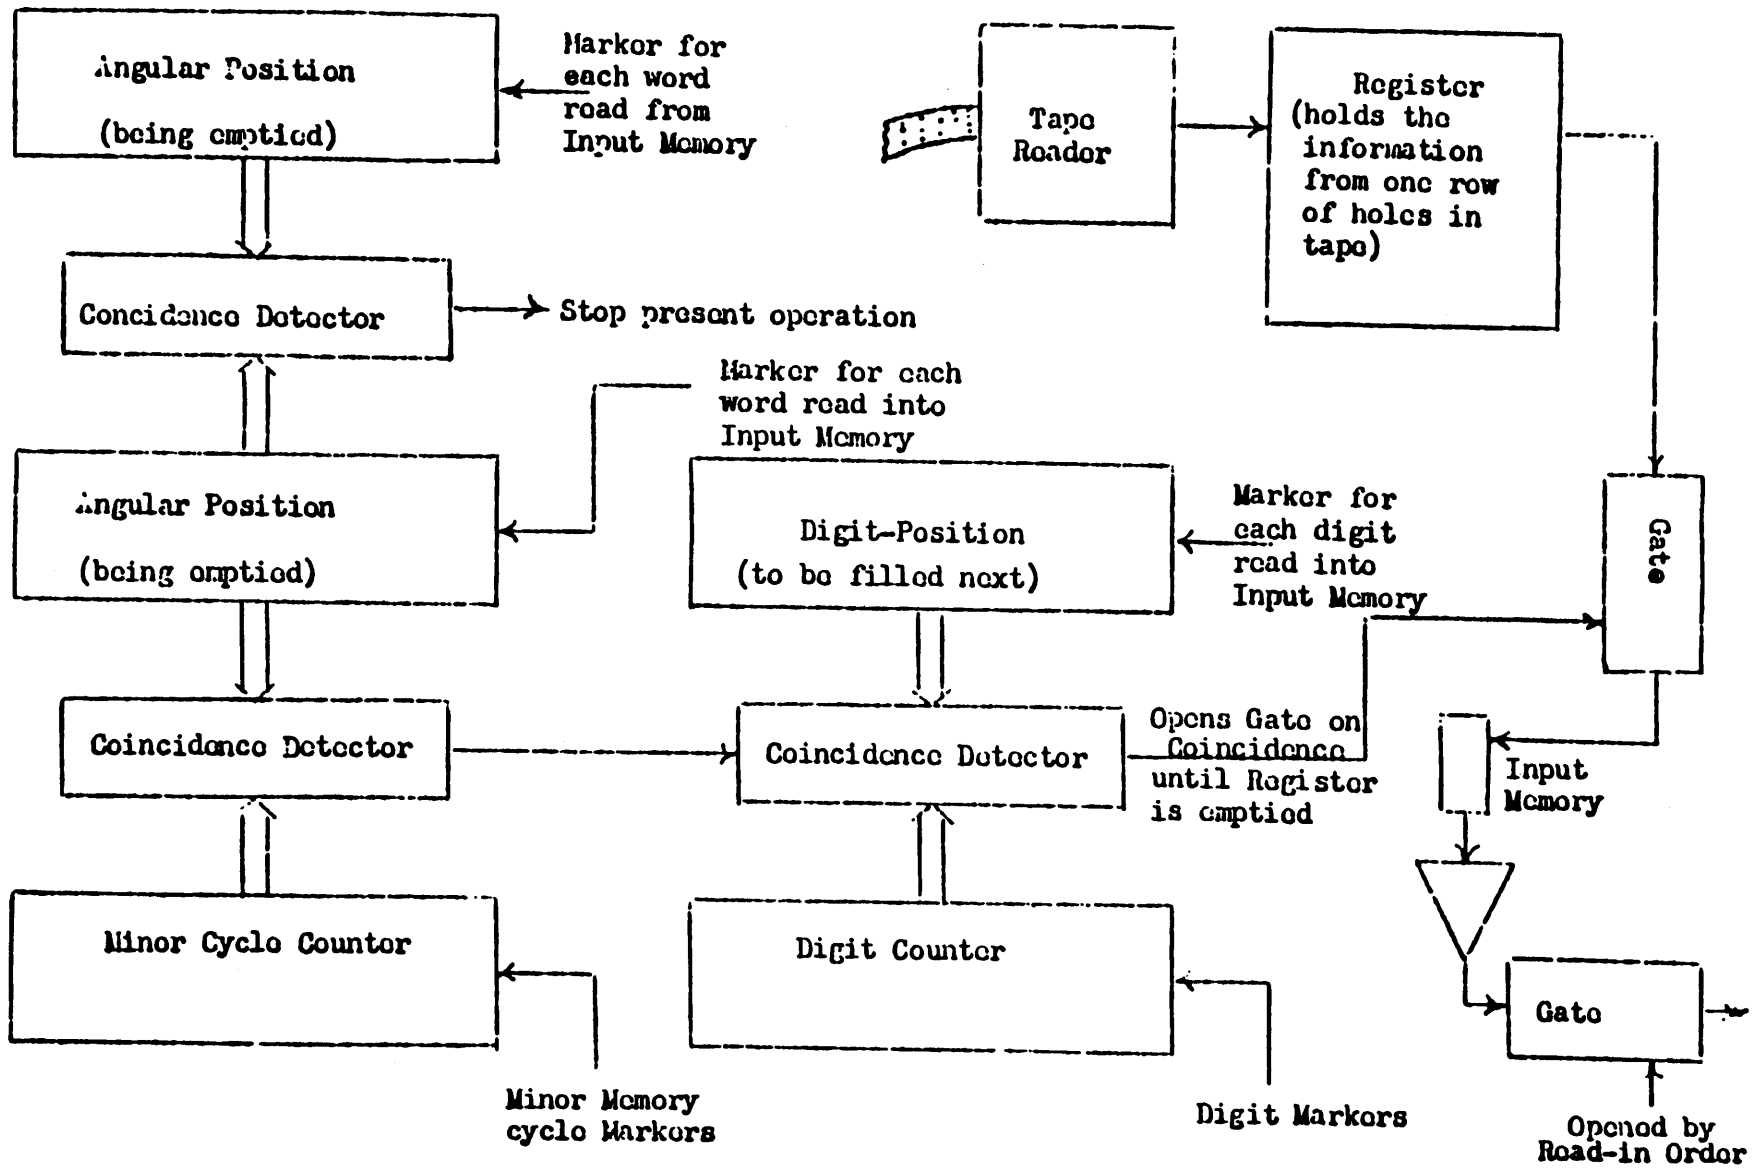 Angular Position
(being emptied)
Marker for
each word
read from
Input Memory
Tape
Reader
Register
(holds the
information
from one row
of holes in
tape)
Concidence Detector
Stop present operation
Marker for each
word read into
Input Memory
Angular Position
(being emptied)
Digit-Position
(to be filled next)
Marker for
each digit
read into
Input Memory
Gate
Coincidence Detector
Coincidence Detector
Opens Gate on
Coincidence
until Register
is emptied
Input
Memory
Minor Cycle Counter
Digit Counter
Gate
Minor Memory
cycle Markers
Digit Markers
Opened by
Read-in Order